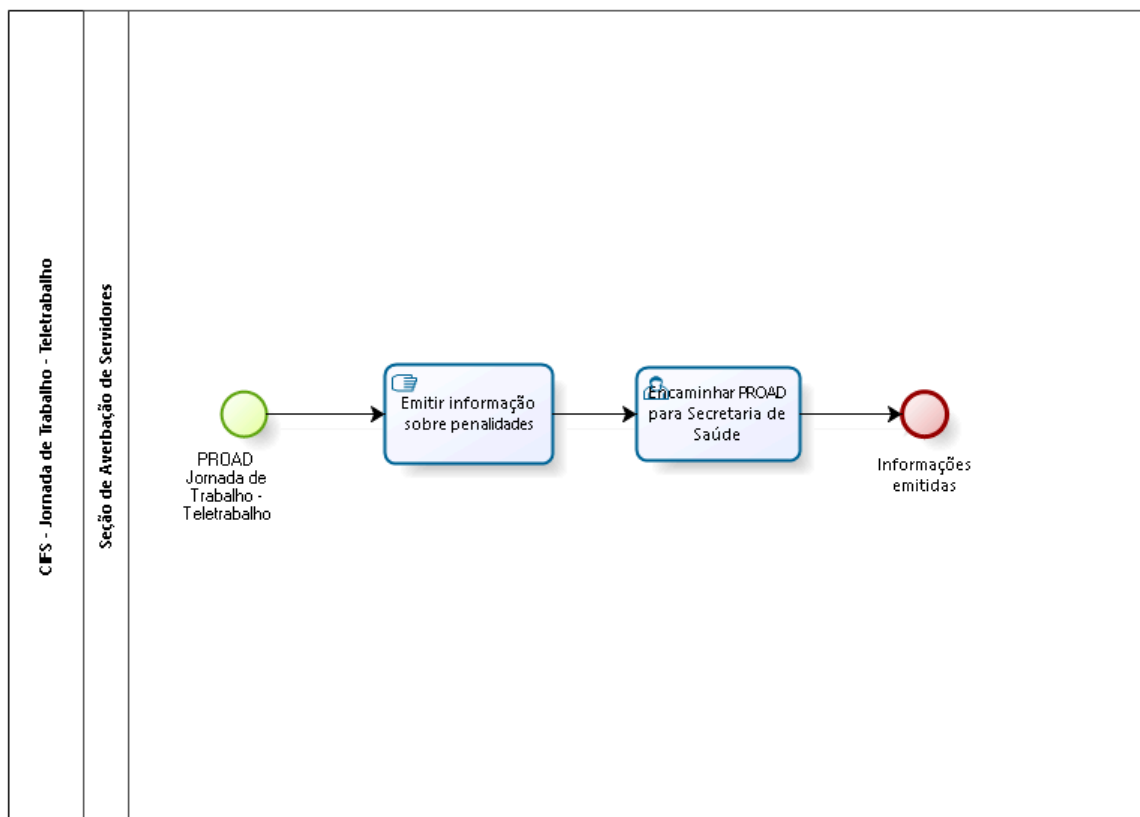 CIFS - Jornada de Trabalho - Teletrabalho
Seção de Averbação de Servidores
PROAD
Jornada de
Trabalho -
Teletrabalho
Emitir informação
sobre penalidades
Encaminhar PROAD
para Secretaria de
Saúde
Informações
emitidas